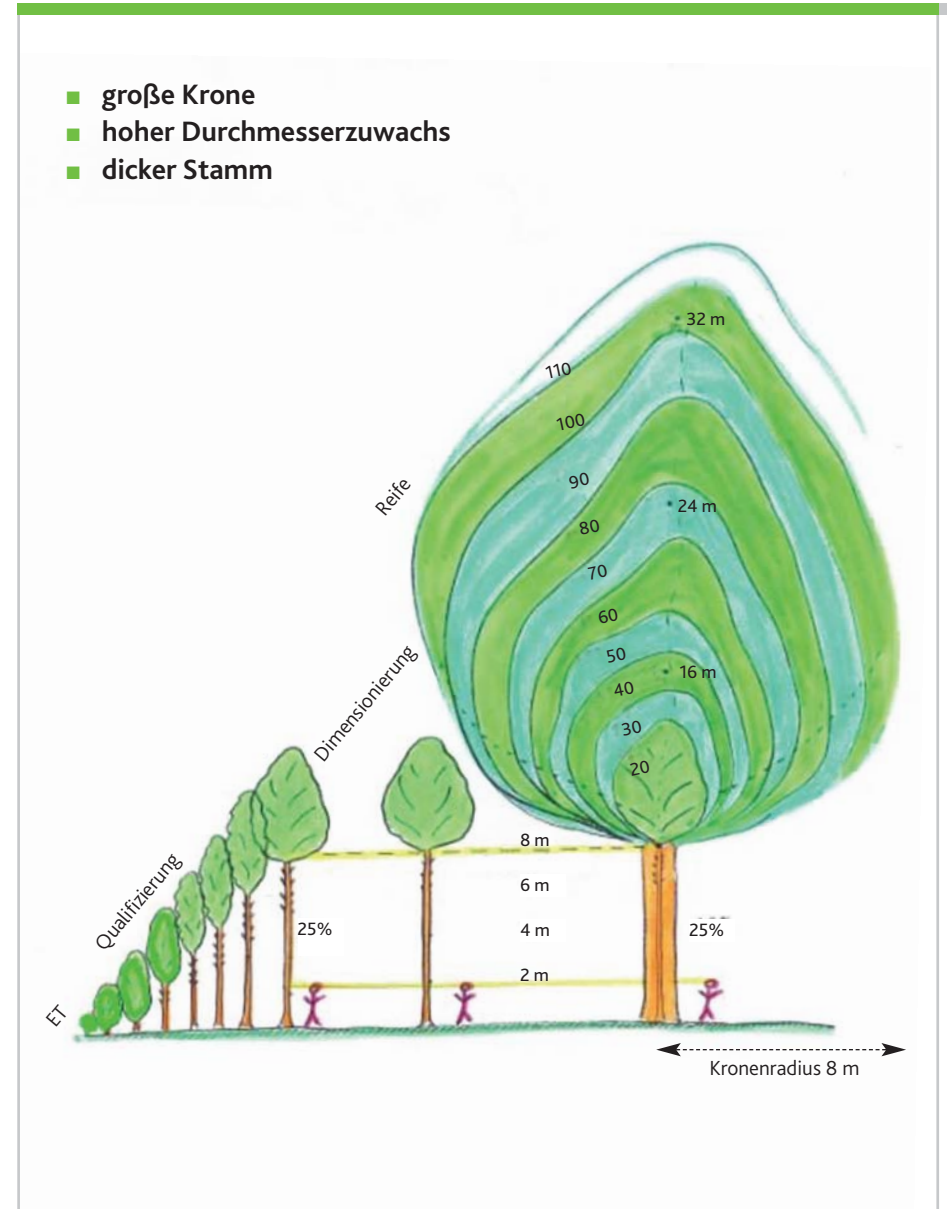 große Krone
hoher Durchmesserzuwachs
dicker Stamm
32 m
110
100
90
Reife
24 m
80
70
60
50
16 m
40
Dimensionierung
30
20
8 m
6 m
Qualifizierung
25%
4 m
25%
2 m
ET
Kronenradius 8 m